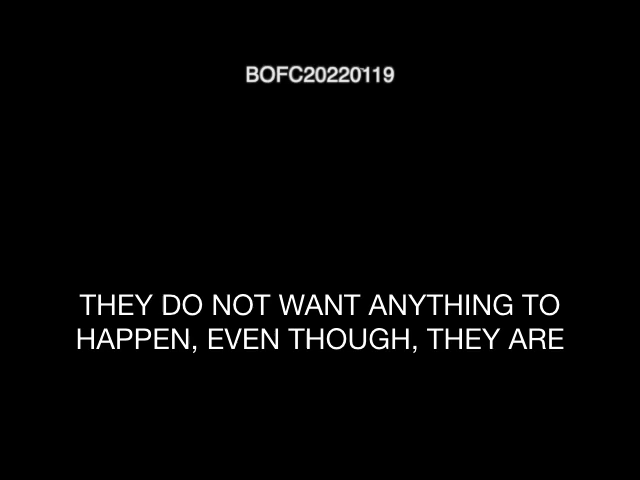 BOFC20220119
THEY DO NOT WANT ANYTHING TO
HAPPEN, EVEN THOUGH, THEY ARE